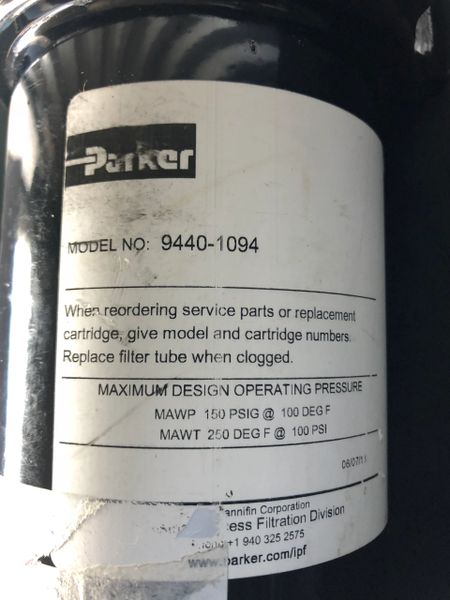 Parker
MODEL NO: 9440-1094
When reordering service parts or replacement
cartridge, give model and cartridge numbers.
Replace filter tube when clogged.
MAXIMUM DESIGN OPERATING PRESSURE
MAWP 150 PSIG @ 100 DEG F
MAWT 250 DEG F @ 100 PSI
Corporation
Filtration Division
+1 940 325 2575
www.parker.com/ipf